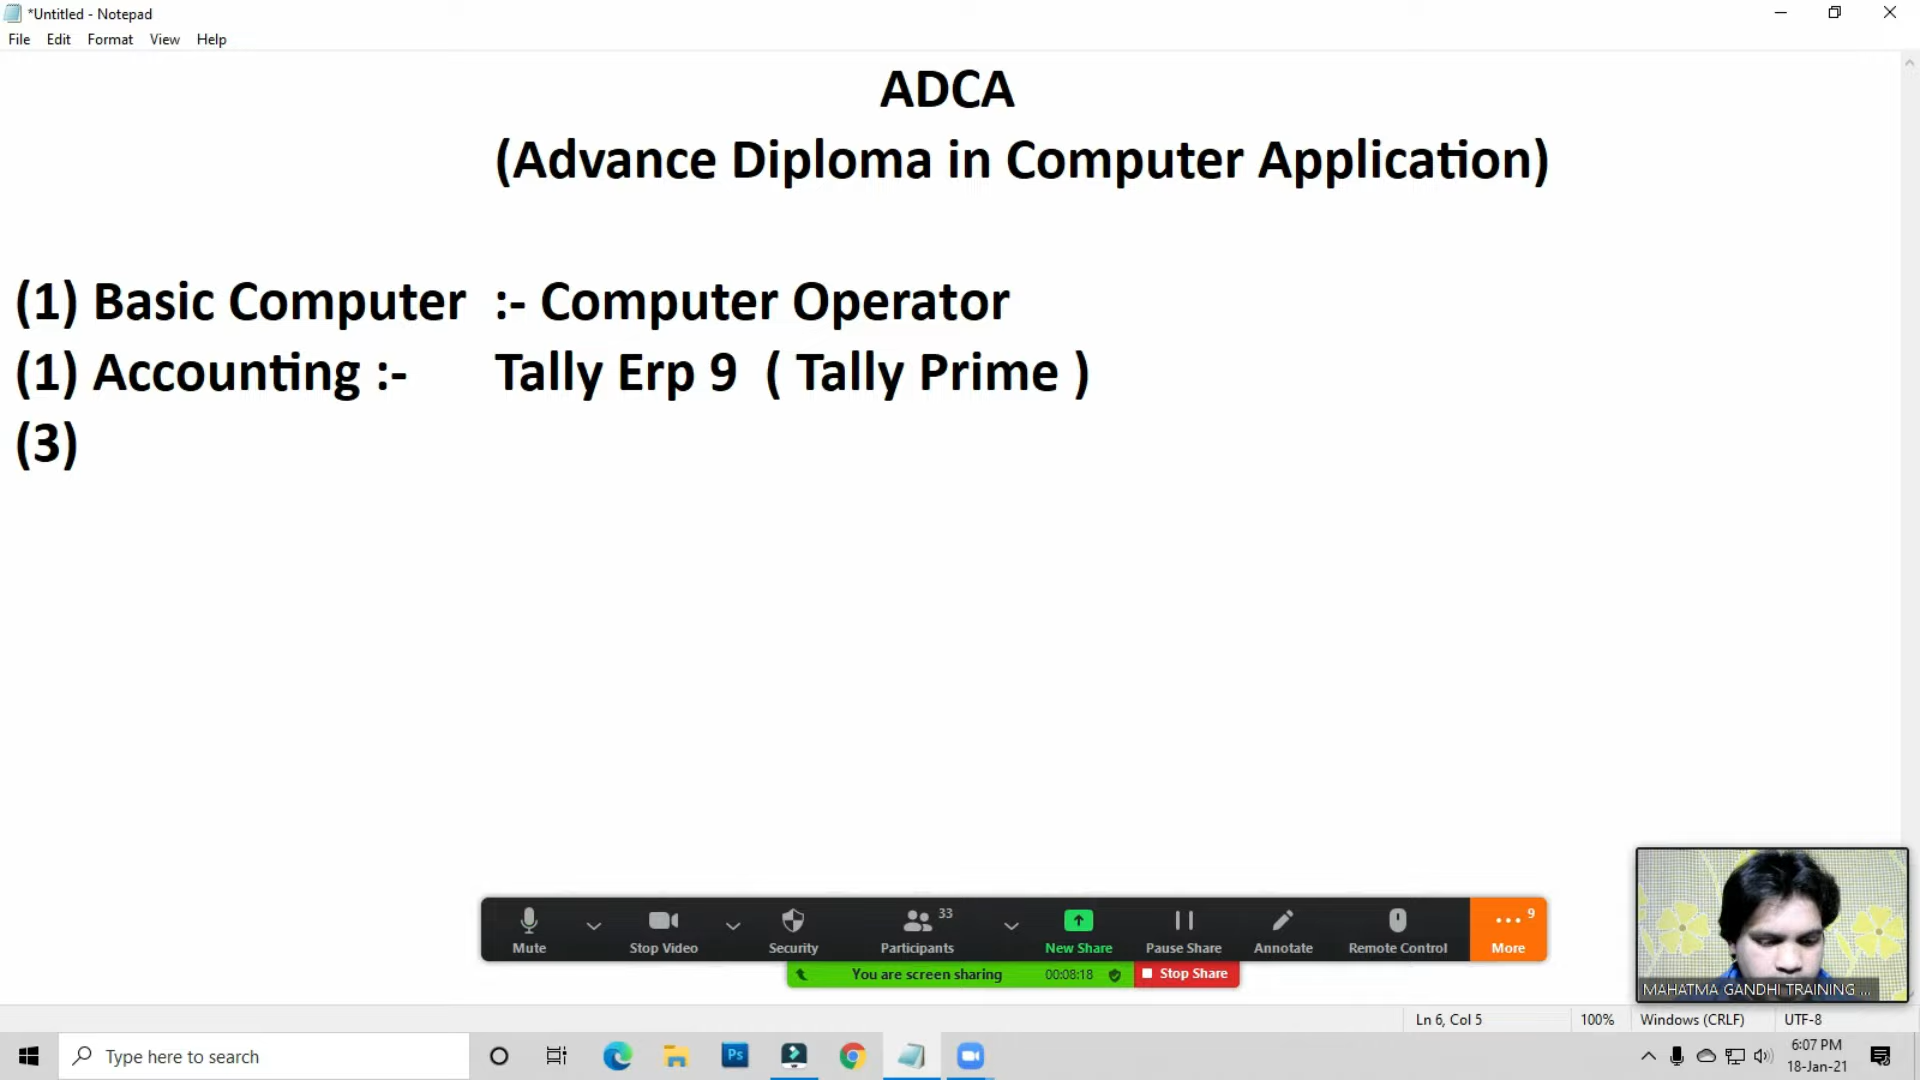 *Untitled - Notepad
File Edit Format View Help
ADCA
(Advance Diploma in Computer Application)
(1) Basic Computer :- Computer Operator
(1) Accounting :- Tally Erp 9 ( Tally Prime )
(3)
33
9
Mute Stop Video Security Participants New Share Pause Share Annotate Remote Control More
You are screen sharing 00:08:18 Stop Share
MAHATMA GANDHI TRAINING ...
Ln 6, Col 5 100% Windows (CRLF) UTF-8
Type here to search
Ps
6:07 PM
18-Jan-21